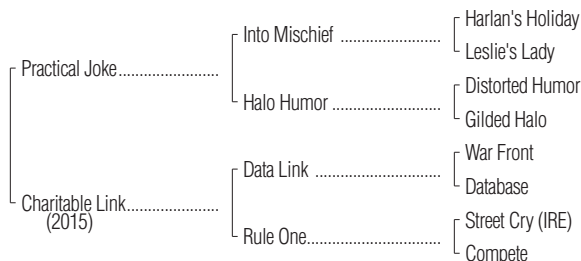 Harlan's Holiday
Into Mischief ......................
Leslie's Lady
Practical Joke......................
Distorted Humor
Halo Humor ........................
Gilded Halo
War Front
Data Link ............................
Database
Charitable Link....................
(2015)
Street Cry (IRE)
Rule One..............................
Compete